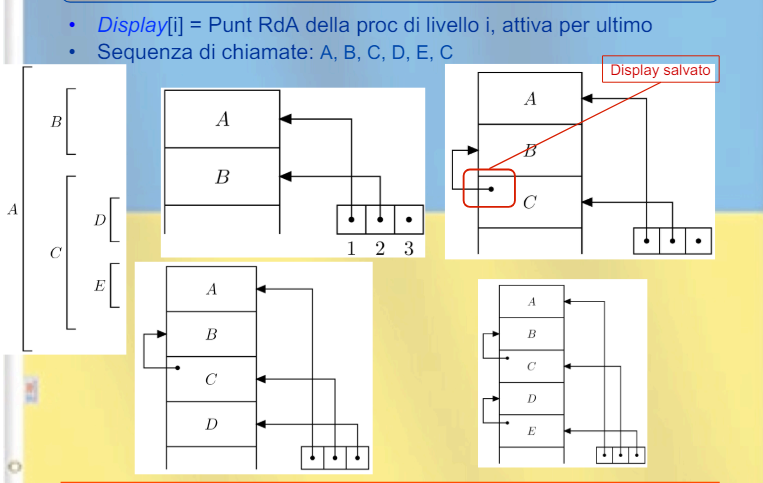 • Display[i] = Punt RdA della proc di livello i, attiva per ultimo
• Sequenza di chiamate: A, B, C, D, E, C
Display salvato
A
B
C
D
E
A
B
1 2 3
A
B
C
A
B
C
D
A
B
C
D
E